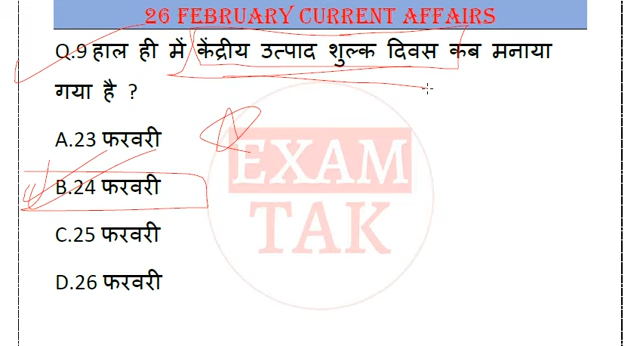 26 FEBRUARY CURRENT AFFAIRS
Q.9 हाल ही में केंद्रीय उत्पाद शुल्क दिवस कब मनाया
गया है ?
A.23 फरवरी
B.24 फरवरी
C.25 फरवरी
D.26 फरवरी
EXAM
TAK